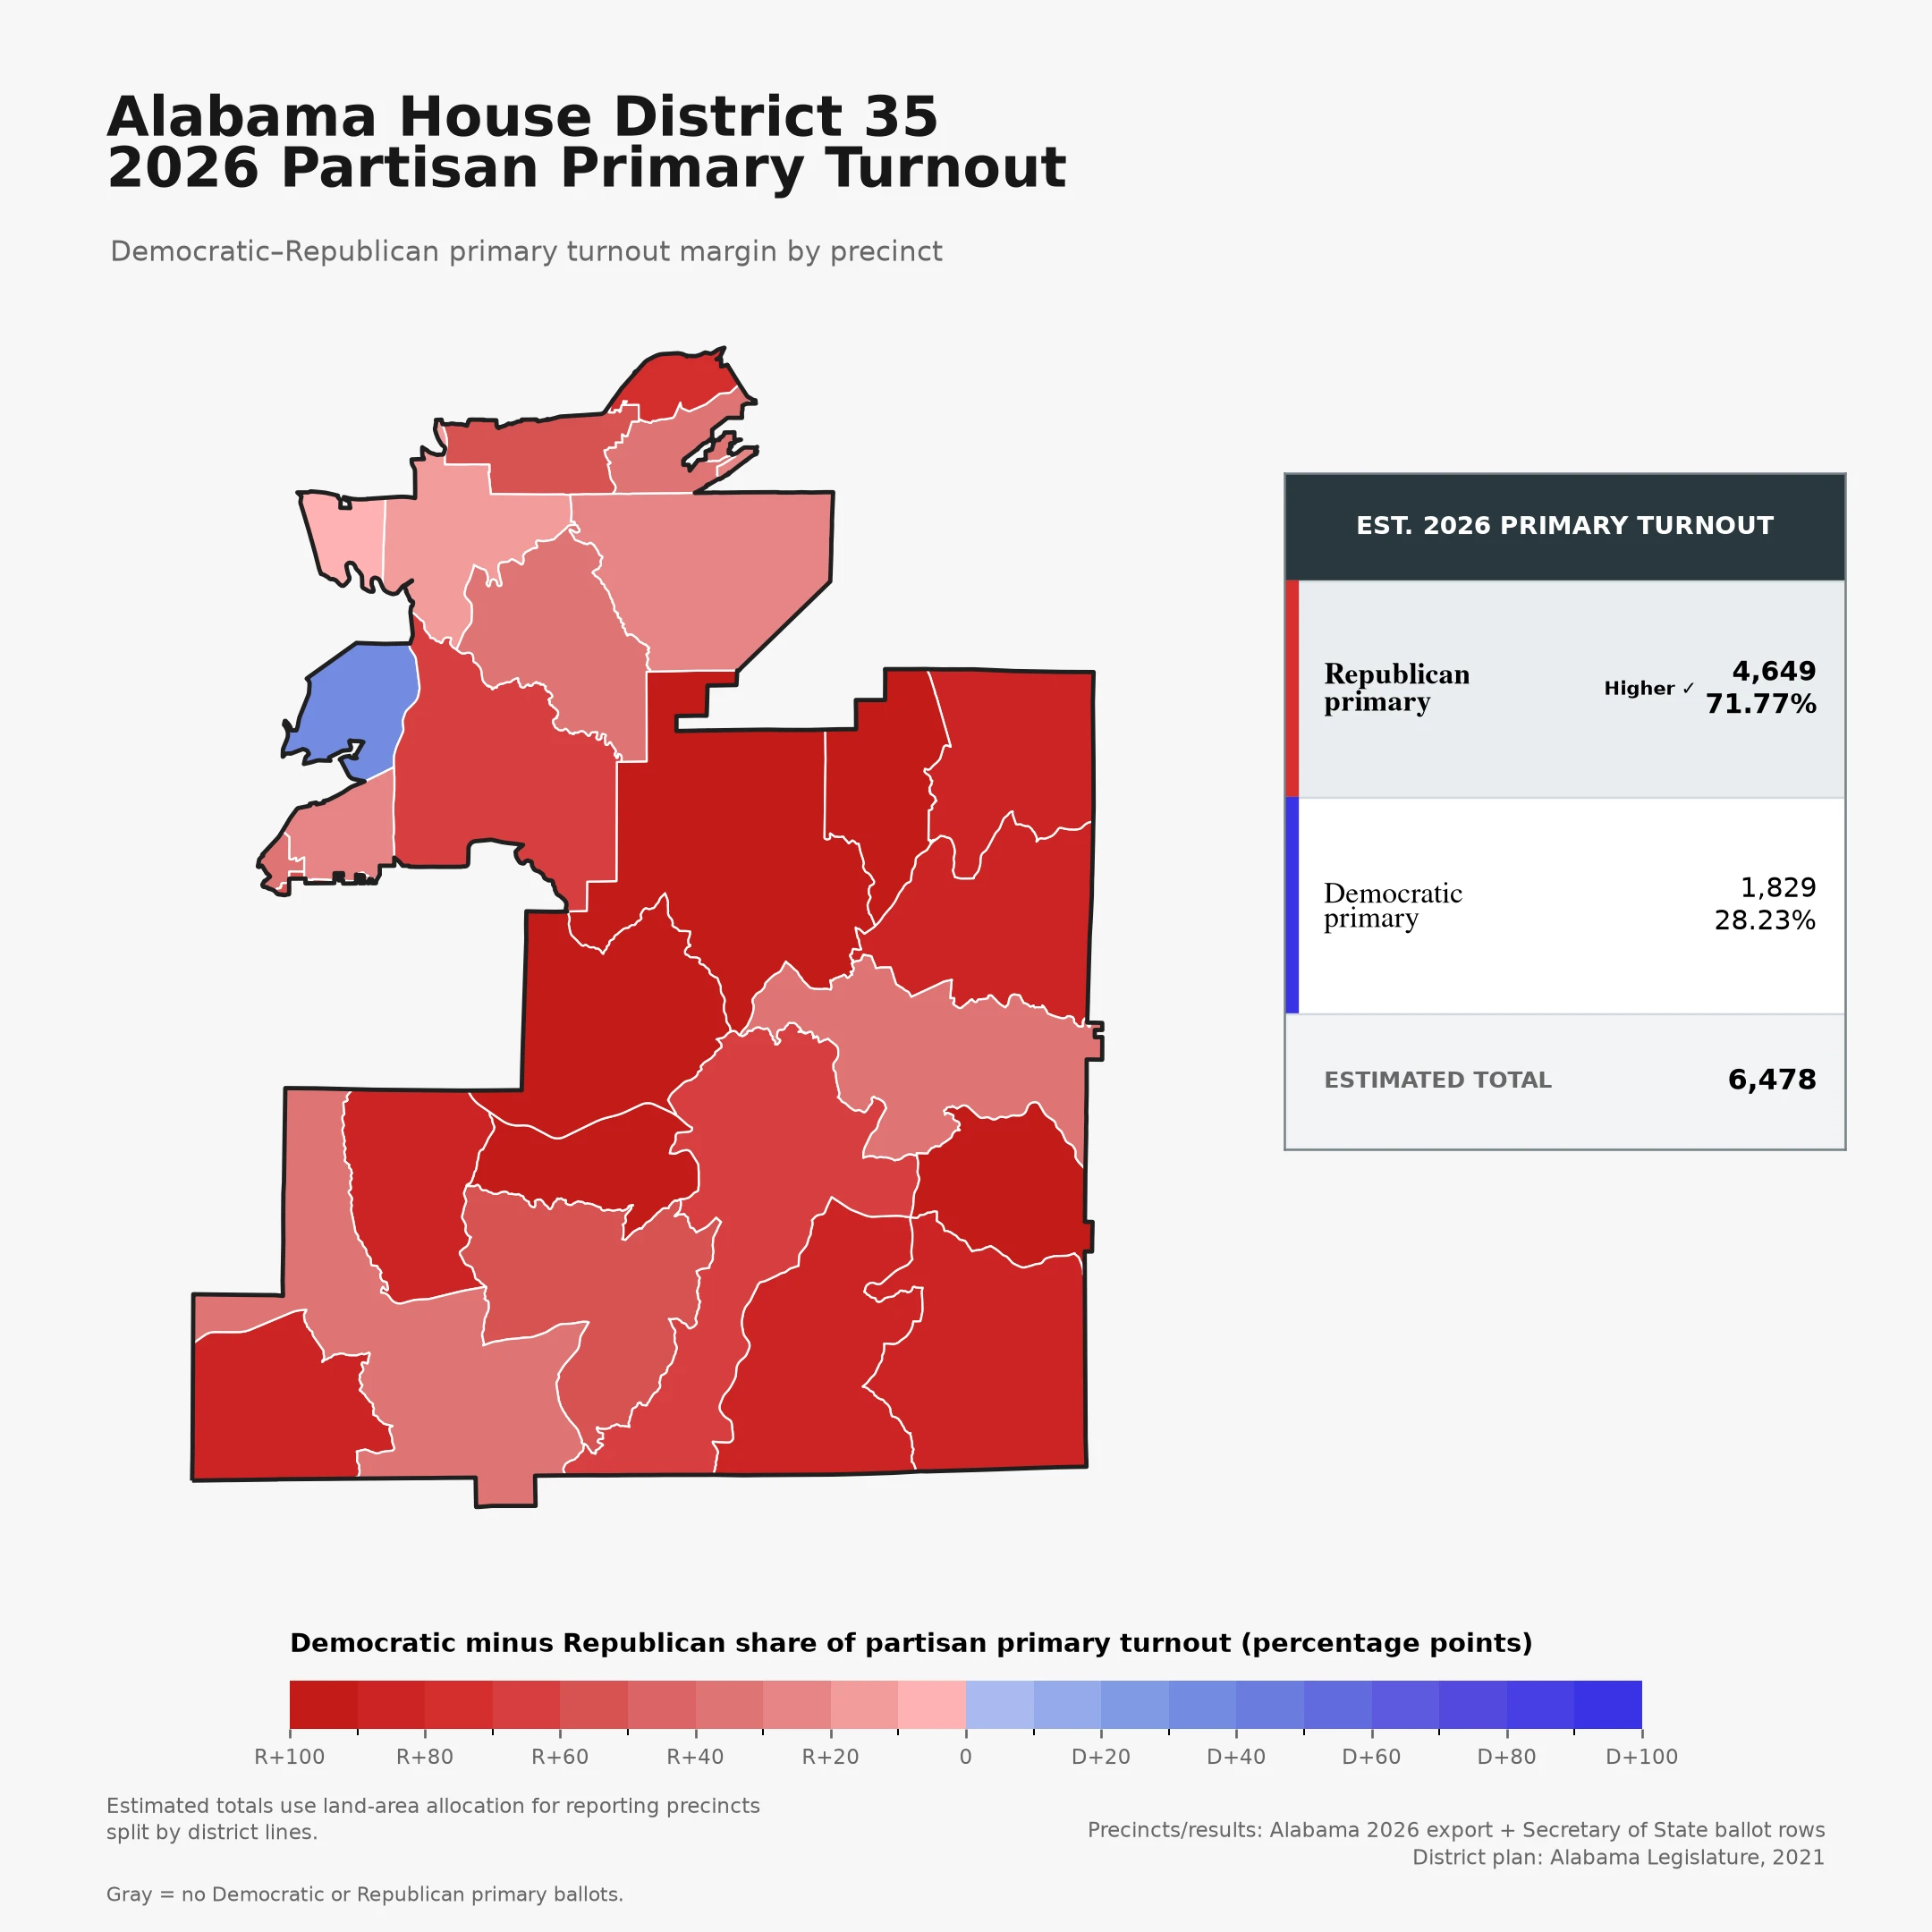 Alabama House District 35
2026 Partisan Primary Turnout
Democratic–Republican primary turnout margin by precinct
EST. 2026 PRIMARY TURNOUT
Republican
primary
Higher ✓
4,649
71.77%
Democratic
primary
1,829
28.23%
ESTIMATED TOTAL
6,478
Democratic minus Republican share of partisan primary turnout (percentage points)
R+100 R+80 R+60 R+40 R+20 0 D+20 D+40 D+60 D+80 D+100
Estimated totals use land-area allocation for reporting precincts
split by district lines.
Gray = no Democratic or Republican primary ballots.
Precincts/results: Alabama 2026 export + Secretary of State ballot rows
District plan: Alabama Legislature, 2021